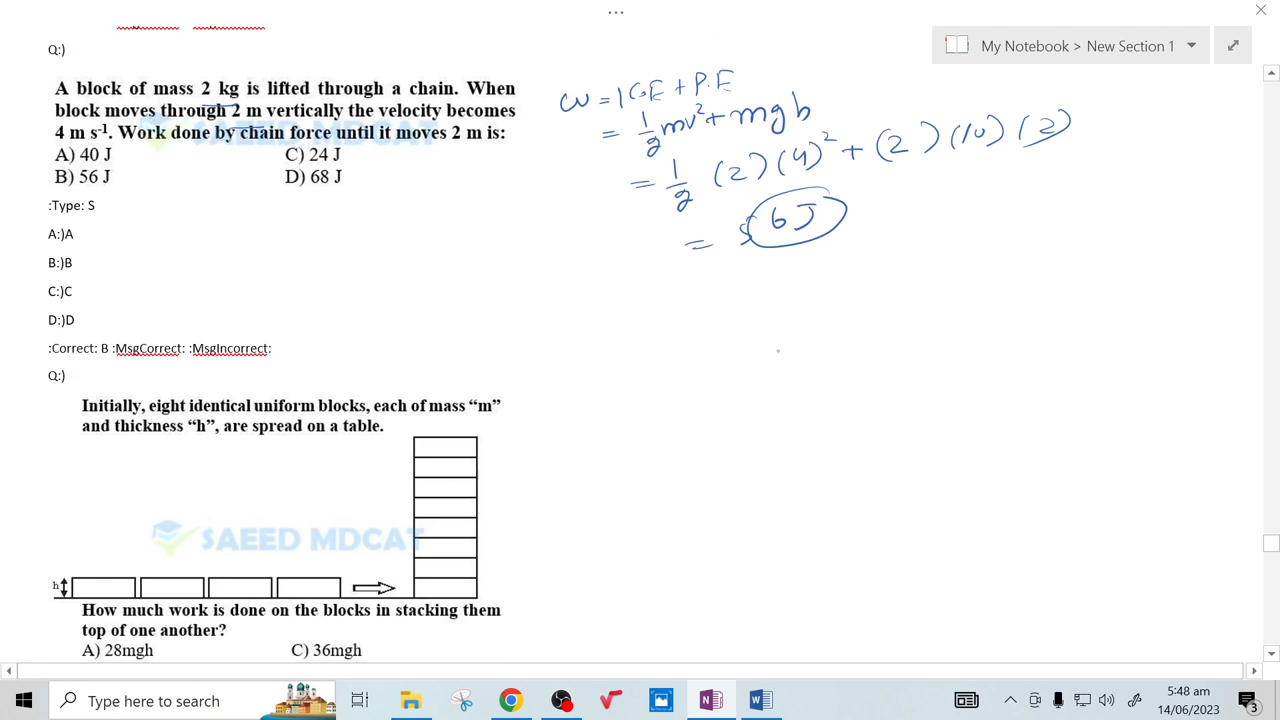 My Notebook > New Section 1
Q:)
A block of mass 2 kg is lifted through a chain. When
block moves through 2 m vertically the velocity becomes
4 m s-1. Work done by chain force until it moves 2 m is:
A) 40 J C) 24 J
B) 56 J D) 68 J
:Type: S
A:)A
B:)B
C:)C
D:)D
:Correct: B :MsgCorrect: :MsgIncorrect:
W = K.E + P.E
= 1/2 mv² + mgh
= 1/2 (2)(4)² + (2)(10)(2)
= 56 J
Q:)
Initially, eight identical uniform blocks, each of mass “m”
and thickness “h”, are spread on a table.
SAEED MDCAT
h
How much work is done on the blocks in stacking them
top of one another?
A) 28mgh C) 36mgh
Type here to search
5:48 am
14/06/2023
3